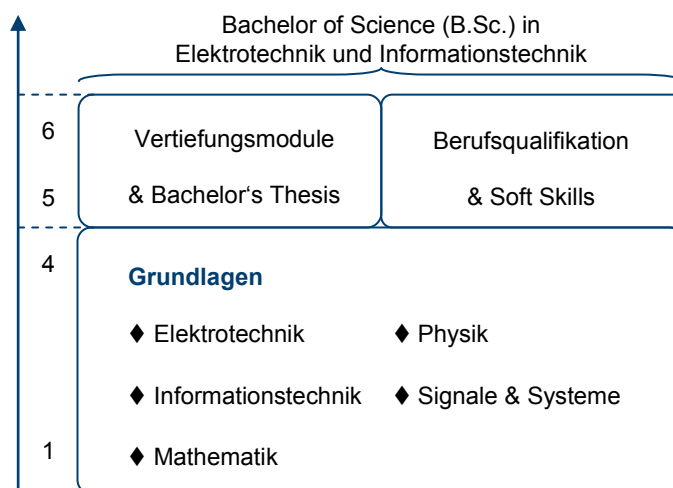 Bachelor of Science (B.Sc.) in
Elektrotechnik und Informationstechnik
6
Vertiefungsmodule
Berufsqualifikation
5
& Bachelor‘s Thesis
& Soft Skills
4
Grundlagen
♦ Elektrotechnik
♦ Physik
♦ Informationstechnik
♦ Signale & Systeme
1
♦ Mathematik